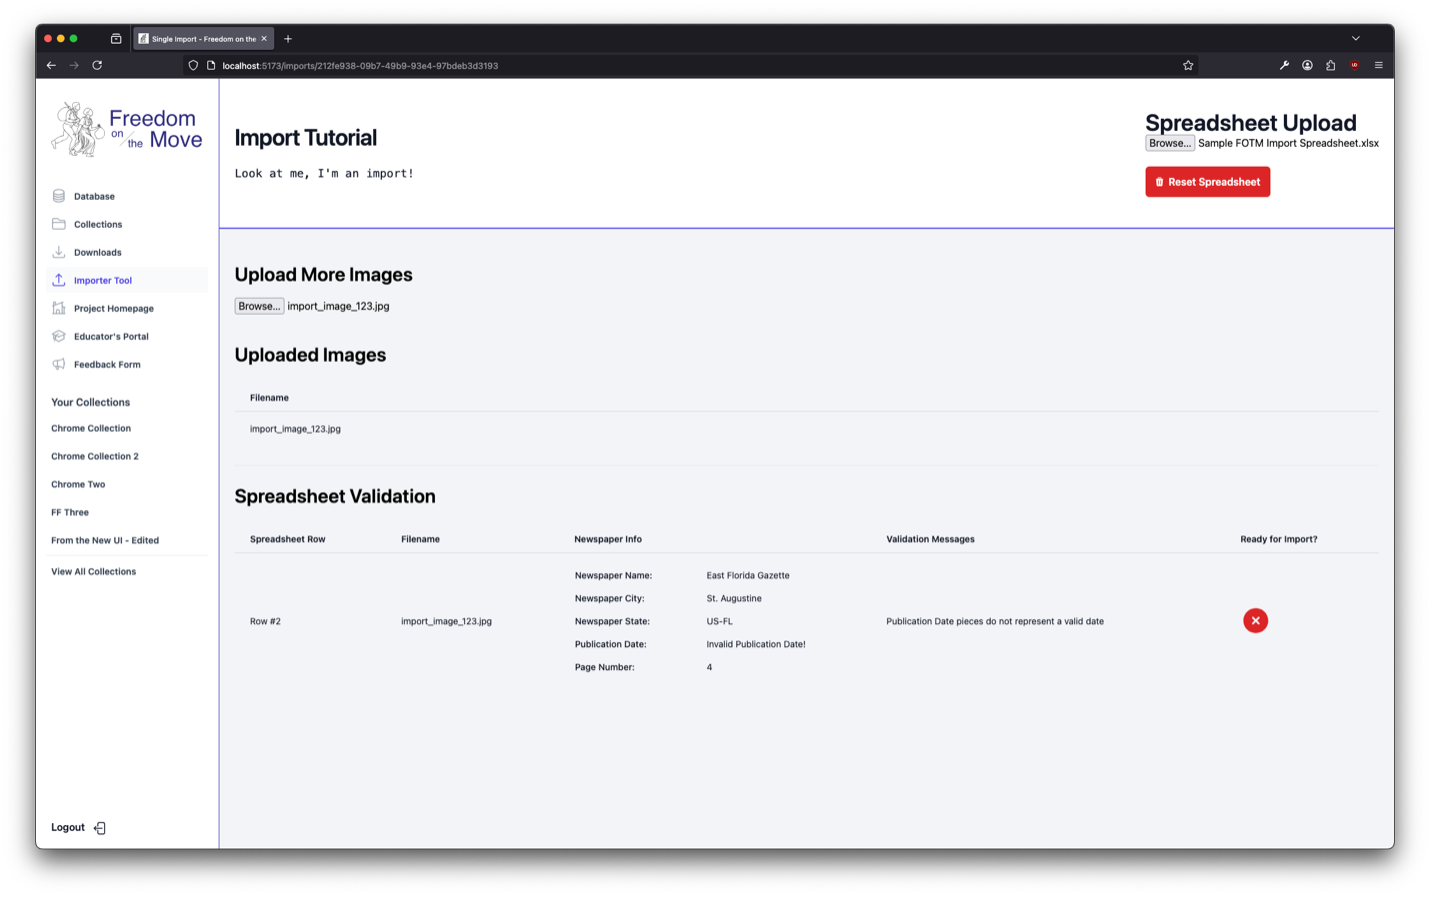 Single Import - Freedom on the
localhost:5173/imports/212fe938-09b7-49b9-93e4-97bdeb3d3193
Freedom
on the Move
Database
Collections
Downloads
Importer Tool
Project Homepage
Educator's Portal
Feedback Form
Your Collections
Chrome Collection
Chrome Collection 2
Chrome Two
FF Three
From the New UI - Edited
View All Collections
Logout
Import Tutorial
Look at me, I'm an import!
Spreadsheet Upload
Browse... Sample FOTM Import Spreadsheet.xlsx
Reset Spreadsheet
Upload More Images
Browse... import_image_123.jpg
Uploaded Images
Filename
import_image_123.jpg
Spreadsheet Validation
Spreadsheet Row Filename Newspaper Info Validation Messages Ready for Import?
Newspaper Name: East Florida Gazette
Newspaper City: St. Augustine
Row #2 import_image_123.jpg Newspaper State: US-FL Publication Date pieces do not represent a valid date
Publication Date: Invalid Publication Date!
Page Number: 4